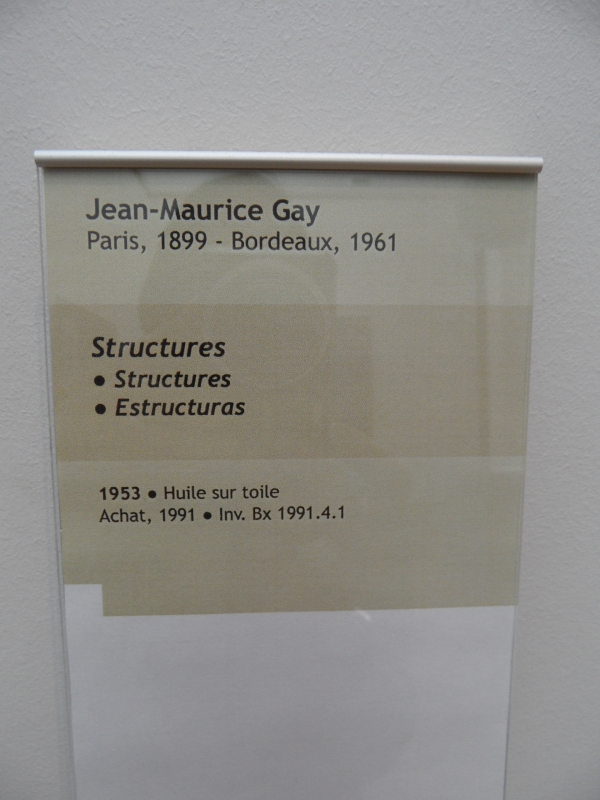 Jean-Maurice Gay
Paris, 1899 - Bordeaux, 1961
Structures
● Structures
● Estructuras
1953 ● Huile sur toile
Achat, 1991 ● Inv. Bx 1991.4.1